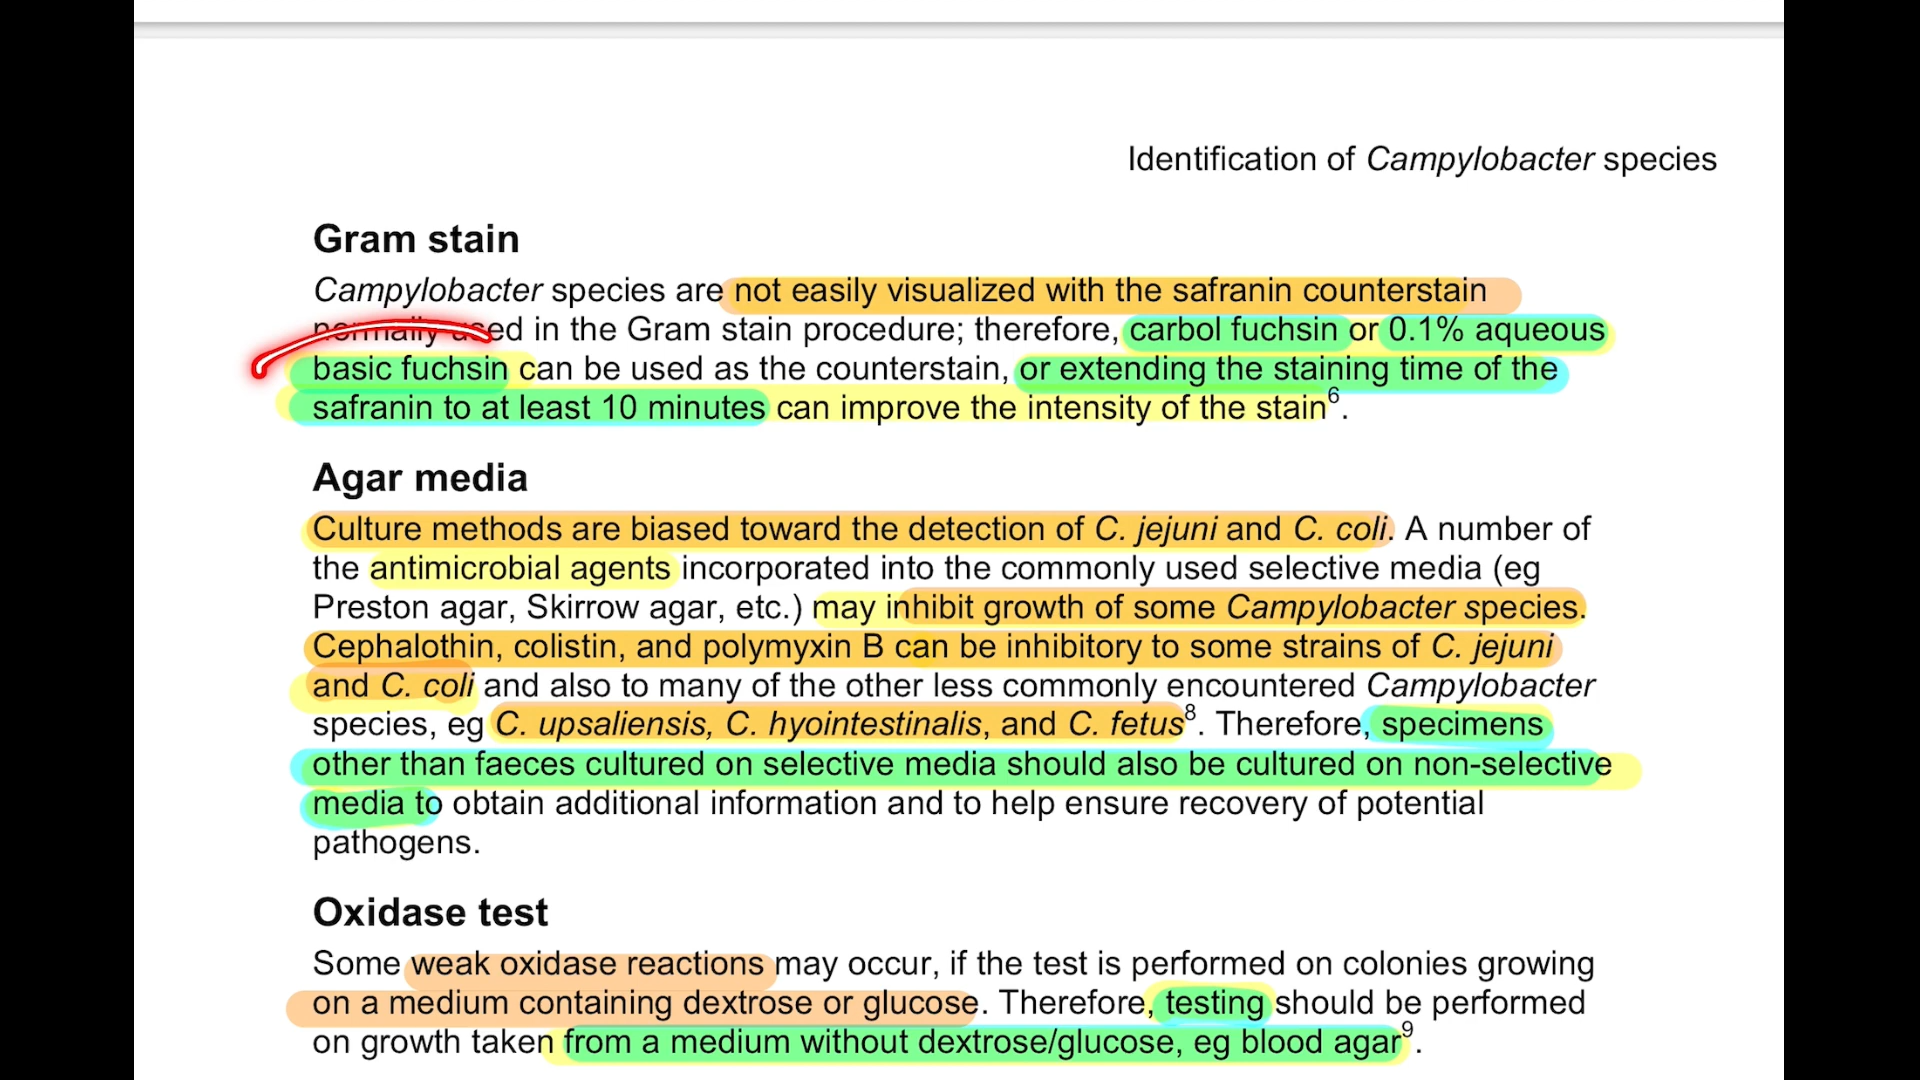 Identification of Campylobacter species
Gram stain
Campylobacter species are not easily visualized with the safranin counterstain
normally used in the Gram stain procedure; therefore, carbol fuchsin or 0.1% aqueous
basic fuchsin can be used as the counterstain, or extending the staining time of the
safranin to at least 10 minutes can improve the intensity of the stain6.
Agar media
Culture methods are biased toward the detection of C. jejuni and C. coli. A number of
the antimicrobial agents incorporated into the commonly used selective media (eg
Preston agar, Skirrow agar, etc.) may inhibit growth of some Campylobacter species.
Cephalothin, colistin, and polymyxin B can be inhibitory to some strains of C. jejuni
and C. coli and also to many of the other less commonly encountered Campylobacter
species, eg C. upsaliensis, C. hyointestinalis, and C. fetus8. Therefore, specimens
other than faeces cultured on selective media should also be cultured on non-selective
media to obtain additional information and to help ensure recovery of potential
pathogens.
Oxidase test
Some weak oxidase reactions may occur, if the test is performed on colonies growing
on a medium containing dextrose or glucose. Therefore, testing should be performed
on growth taken from a medium without dextrose/glucose, eg blood agar9.